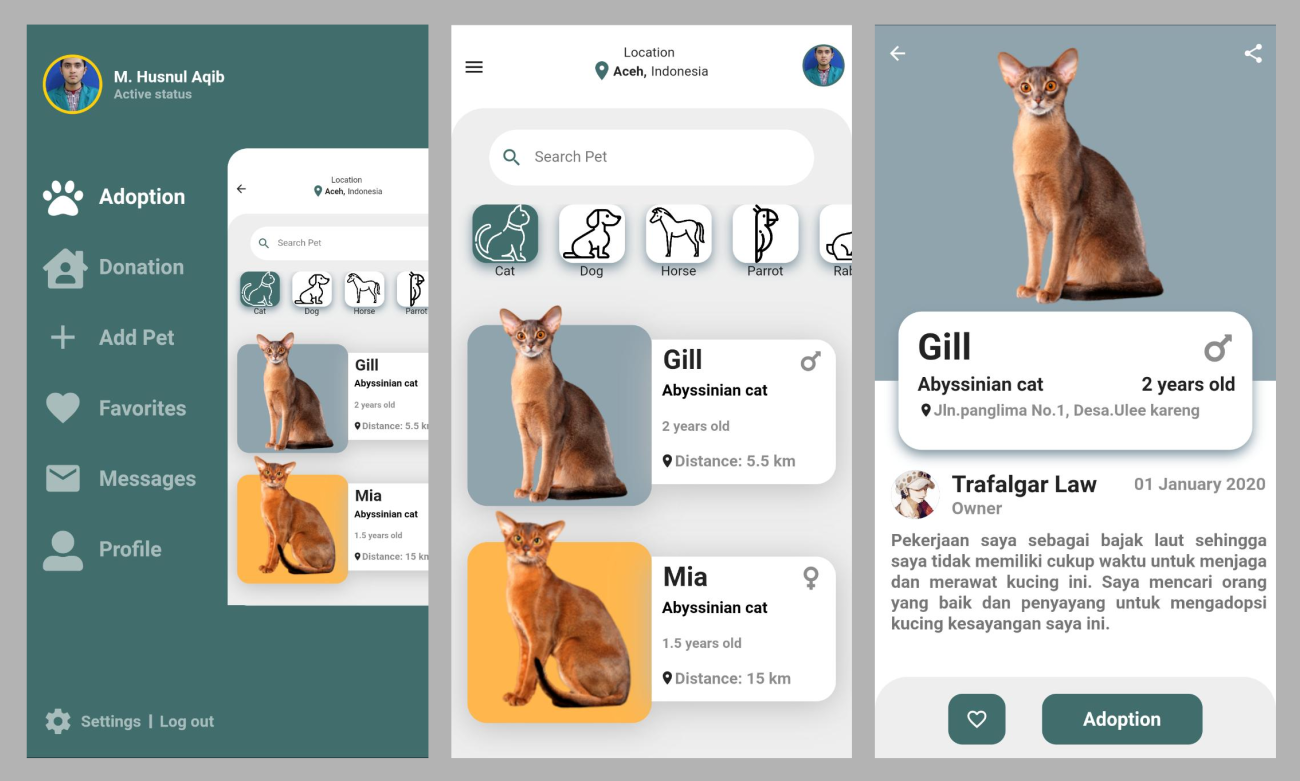 M. Husnul Aqib
Active status
Adoption
Donation
Add Pet
Favorites
Messages
Profile
Settings | Log out
Location
Aceh, Indonesia
Search Pet
Cat
Dog
Horse
Parrot
Gill
Abyssinian cat
2 years old
Distance: 5.5 k
Mia
Abyssinian cat
1.5 years old
Distance: 15 kn
Location
Aceh, Indonesia
Search Pet
Cat
Dog
Horse
Parrot
Rab
Gill
Abyssinian cat
2 years old
Distance: 5.5 km
Mia
Abyssinian cat
1.5 years old
Distance: 15 km
Gill
Abyssinian cat
2 years old
Jln.panglima No.1, Desa.Ulee kareng
Trafalgar Law
01 January 2020
Owner
Pekerjaan saya sebagai bajak laut sehingga
saya tidak memiliki cukup waktu untuk menjaga
dan merawat kucing ini. Saya mencari orang
yang baik dan penyayang untuk mengadopsi
kucing kesayangan saya ini.
Adoption